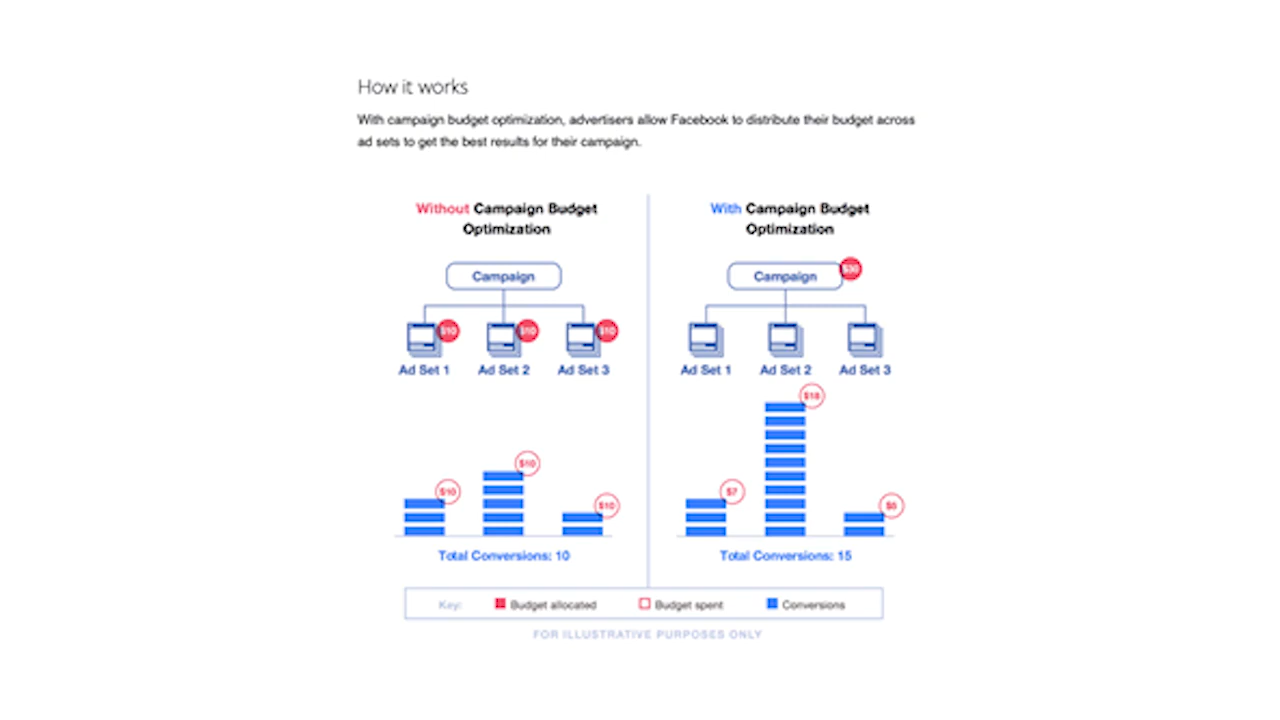 How it works
With campaign budget optimization, advertisers allow Facebook to distribute their budget across
ad sets to get the best results for their campaign.
Without Campaign Budget
Optimization
Campaign
$10
$10
$10
Ad Set 1
Ad Set 2
Ad Set 3
$10
$10
$10
Total Conversions: 10
With Campaign Budget
Optimization
Campaign
$30
Ad Set 1
Ad Set 2
Ad Set 3
$7
$18
Total Conversions: 15
Key:
Budget allocated
Budget spent
Conversions
FOR ILLUSTRATIVE PURPOSES ONLY